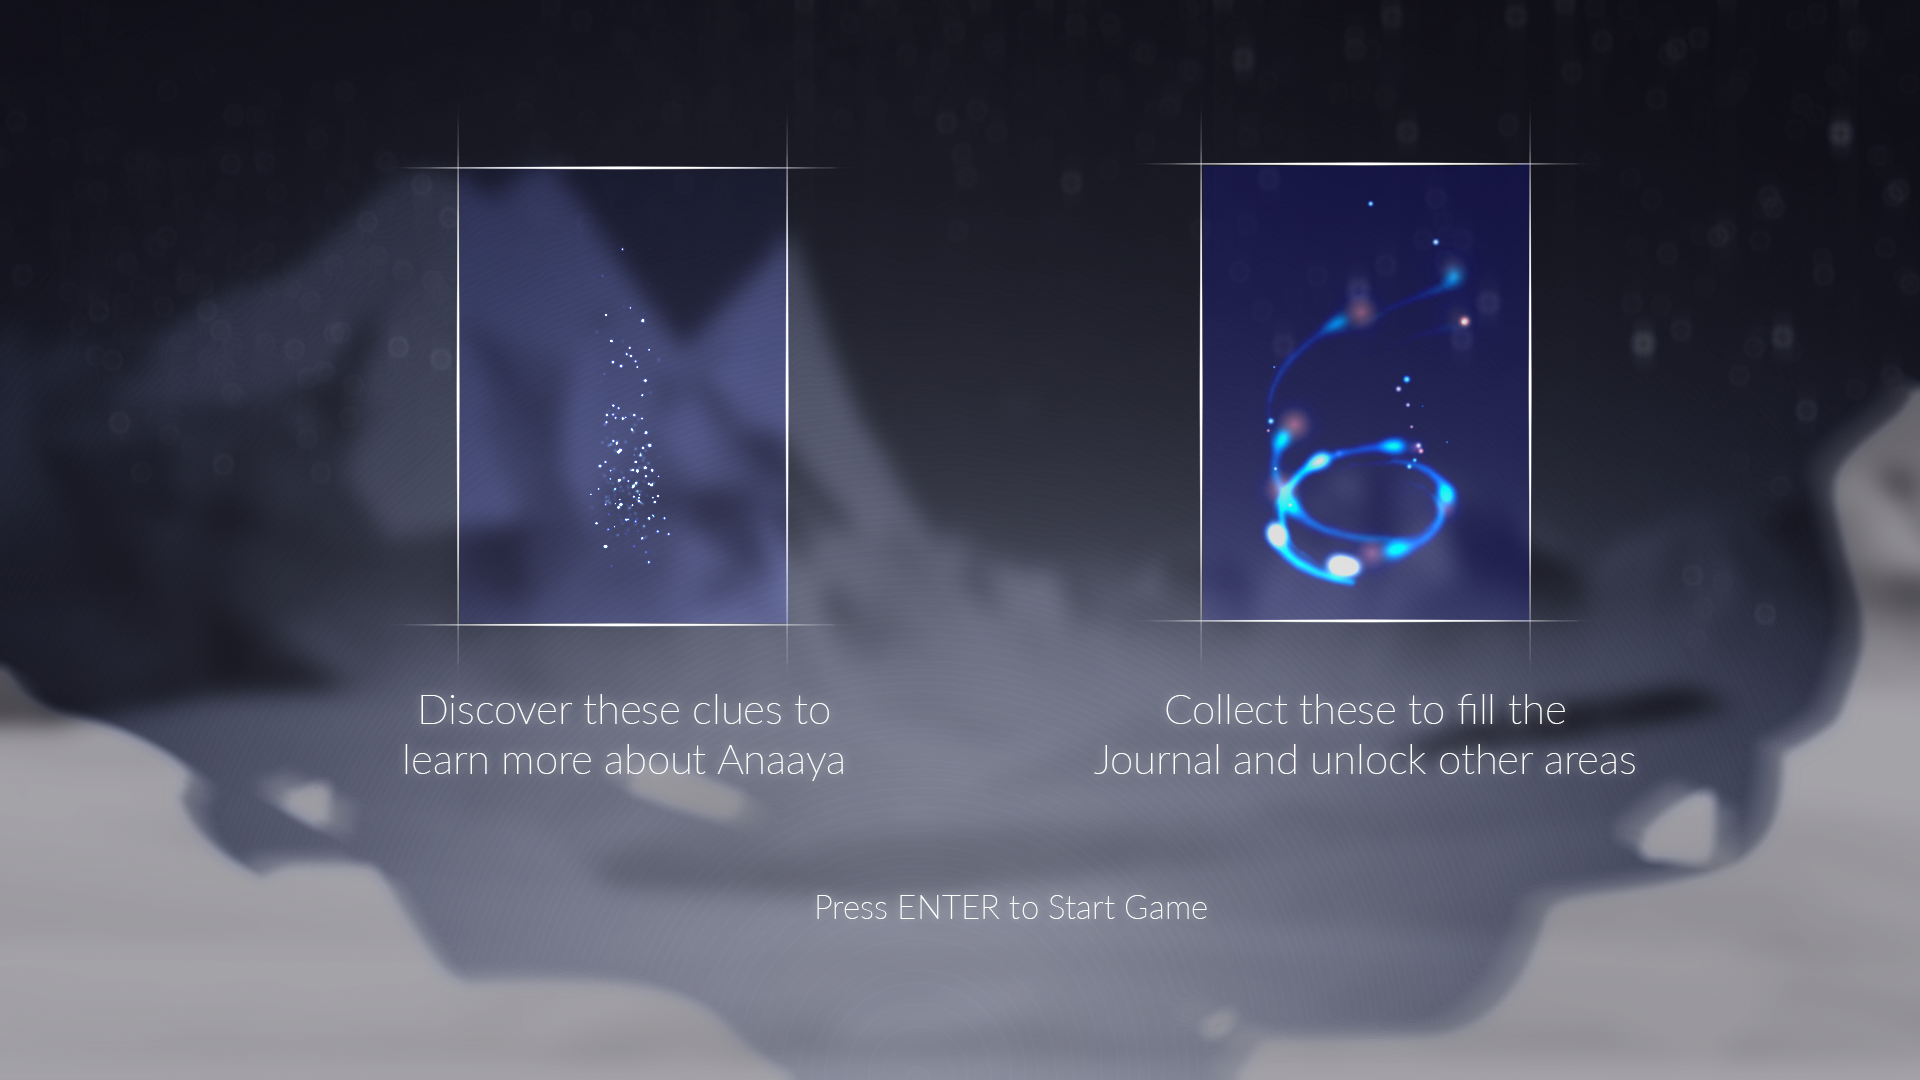 Discover these clues to
learn more about Anaaya
Collect these to fill the
Journal and unlock other areas
Press ENTER to Start Game